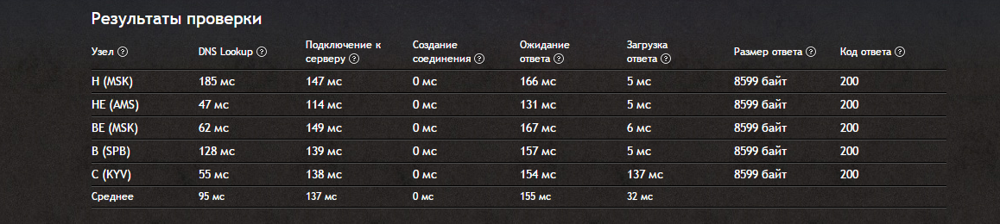 Результаты проверки
Узел ? DNS Lookup ? Подключение к серверу ? Создание соединения ? Ожидание ответа ? Загрузка ответа ? Размер ответа ? Код ответа ?
H (MSK) 185 мс 147 мс 0 мс 166 мс 5 мс 8599 байт 200
HE (AMS) 47 мс 114 мс 0 мс 131 мс 5 мс 8599 байт 200
BE (MSK) 62 мс 149 мс 0 мс 167 мс 6 мс 8599 байт 200
B (SPB) 128 мс 139 мс 0 мс 157 мс 5 мс 8599 байт 200
C (KYV) 55 мс 138 мс 0 мс 154 мс 137 мс 8599 байт 200
Среднее 95 мс 137 мс 0 мс 155 мс 32 мс